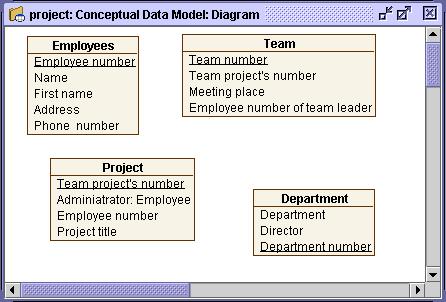 project: Conceptual Data Model: Diagram
Employees
Employee number
Name
First name
Address
Phone number
Team
Team number
Team project's number
Meeting place
Employee number of team leader
Project
Team project's number
Adminiatrator: Employee
Employee number
Project title
Department
Department
Director
Department number